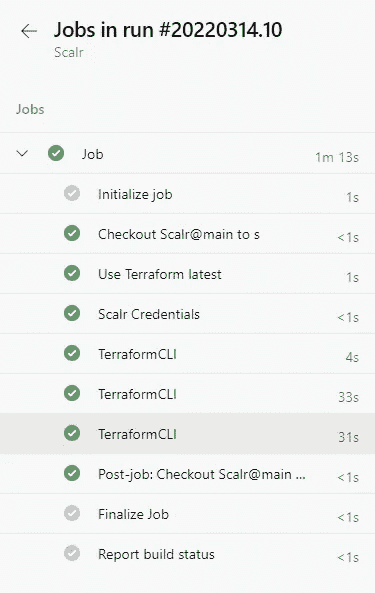 Jobs in run #20220314.10
Scalr
Jobs
Job 1m 13s
Initialize job 1s
Checkout Scalr@main to s <1s
Use Terraform latest 1s
Scalr Credentials <1s
TerraformCLI 4s
TerraformCLI 33s
TerraformCLI 31s
Post-job: Checkout Scalr@main ... <1s
Finalize Job <1s
Report build status <1s